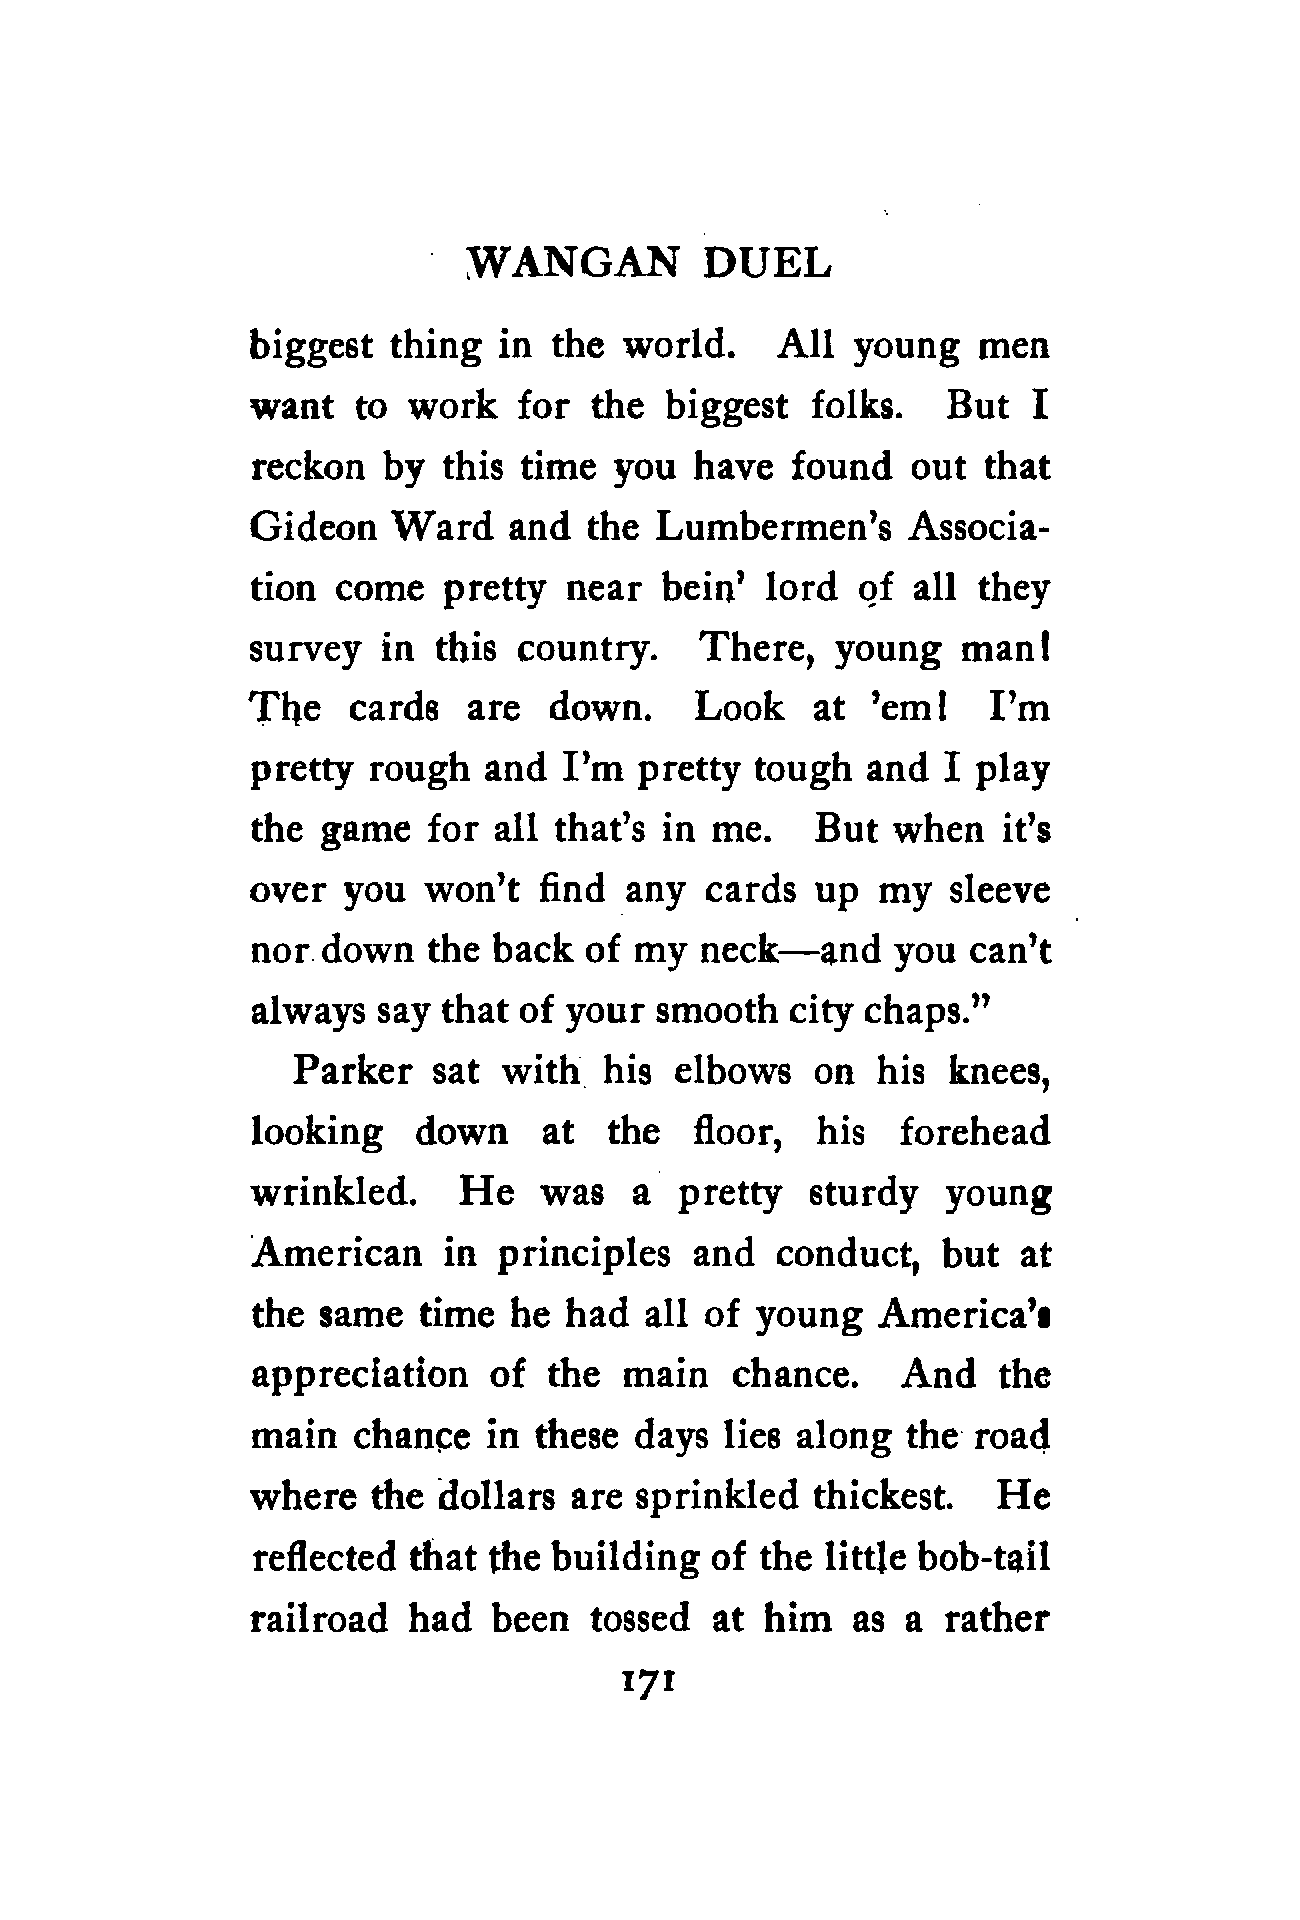 WANGAN DUEL
biggest thing in the world. All young men
want to work for the biggest folks. But I
reckon by this time you have found out that
Gideon Ward and the Lumbermen's Associa-
tion come pretty near bein' lord of all they
survey in this country. There, young man!
The cards are down. Look at 'em! I'm
pretty rough and I'm pretty tough and I play
the game for all that's in me. But when it's
over you won't find any cards up my sleeve
nor down the back of my neck—and you can't
always say that of your smooth city chaps."
Parker sat with his elbows on his knees,
looking down at the floor, his forehead
wrinkled. He was a pretty sturdy young
American in principles and conduct, but at
the same time he had all of young America's
appreciation of the main chance. And the
main chance in these days lies along the road
where the dollars are sprinkled thickest. He
reflected that the building of the little bob-tail
railroad had been tossed at him as a rather
171